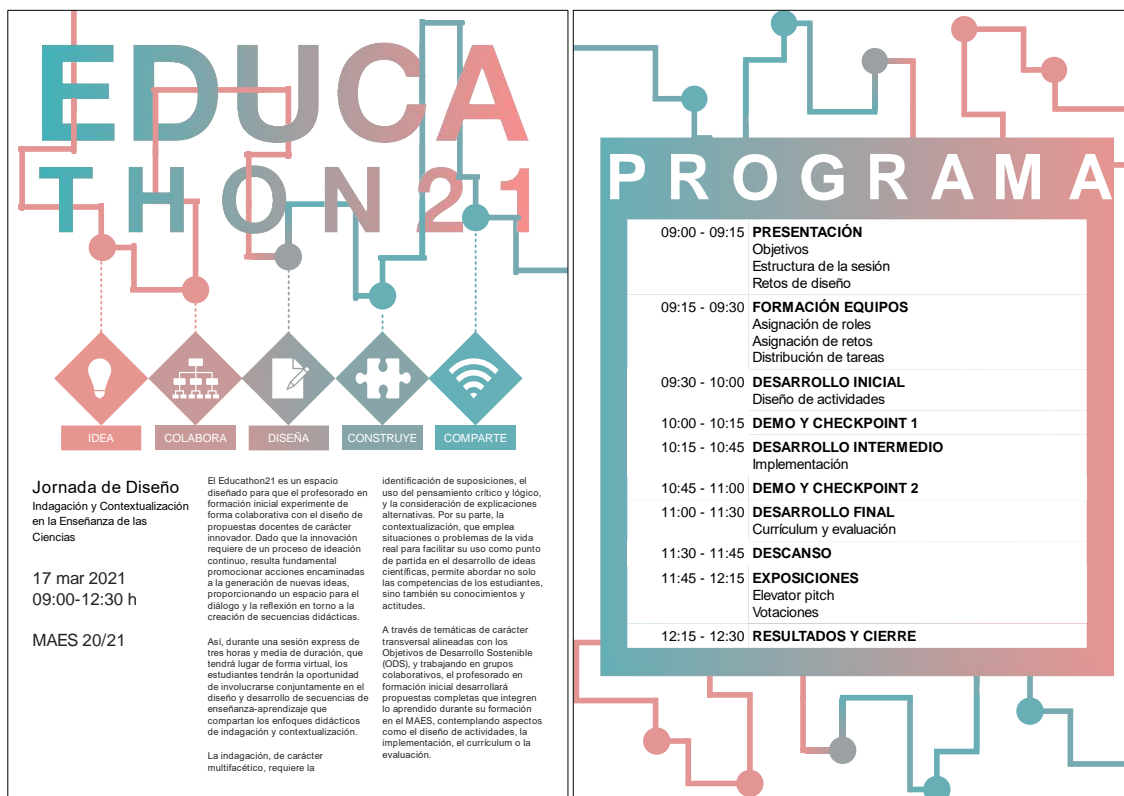 EDUCA
THON 21
IDEA
COLABORA
DISEÑA
CONSTRUYE
COMPARTE
Jornada de Diseño
Indagación y Contextualización
en la Enseñanza de las
Ciencias
17 mar 2021
09:00-12:30 h
MAES 20/21
El Educathon21 es un espacio
diseñado para que el profesorado en
formación inicial experimente de
forma colaborativa con el diseño de
propuestas docentes de carácter
innovador. Dado que la innovación
requiere de un proceso de ideación
continuo, resulta fundamental
promocionar acciones encaminadas
a la generación de nuevas ideas,
proporcionando un espacio para el
diálogo y la reflexión en torno a la
creación de secuencias didácticas.
Así, durante una sesión express de
tres horas y media de duración, que
tendrá lugar de forma virtual, los
estudiantes tendrán la oportunidad
de involucrarse conjuntamente en el
diseño y desarrollo de secuencias de
enseñanza-aprendizaje que
compartan los enfoques didácticos
de indagación y contextualización.
La indagación, de carácter
multifacético, requiere la
identificación de suposiciones, el
uso del pensamiento crítico y lógico,
y la consideración de explicaciones
alternativas. Por su parte, la
contextualización, que emplea
situaciones o problemas de la vida
real para facilitar su uso como punto
de partida en el desarrollo de ideas
científicas, permite abordar no solo
las competencias de los estudiantes,
sino también su conocimientos y
actitudes.
A través de temáticas de carácter
transversal alineadas con los
Objetivos de Desarrollo Sostenible
(ODS), y trabajando en grupos
colaborativos, el profesorado en
formación inicial desarrollará
propuestas completas que integren
lo aprendido durante su formación
en el MAES, contemplando aspectos
como el diseño de actividades, la
implementación, el currículum o la
evaluación.
PROGRAMA
09:00 - 09:15 PRESENTACIÓN
Objetivos
Estructura de la sesión
Retos de diseño
09:15 - 09:30 FORMACIÓN EQUIPOS
Asignación de roles
Asignación de retos
Distribución de tareas
09:30 - 10:00 DESARROLLO INICIAL
Diseño de actividades
10:00 - 10:15 DEMO Y CHECKPOINT 1
10:15 - 10:45 DESARROLLO INTERMEDIO
Implementación
10:45 - 11:00 DEMO Y CHECKPOINT 2
11:00 - 11:30 DESARROLLO FINAL
Currículum y evaluación
11:30 - 11:45 DESCANSO
11:45 - 12:15 EXPOSICIONES
Elevator pitch
Votaciones
12:15 - 12:30 RESULTADOS Y CIERRE